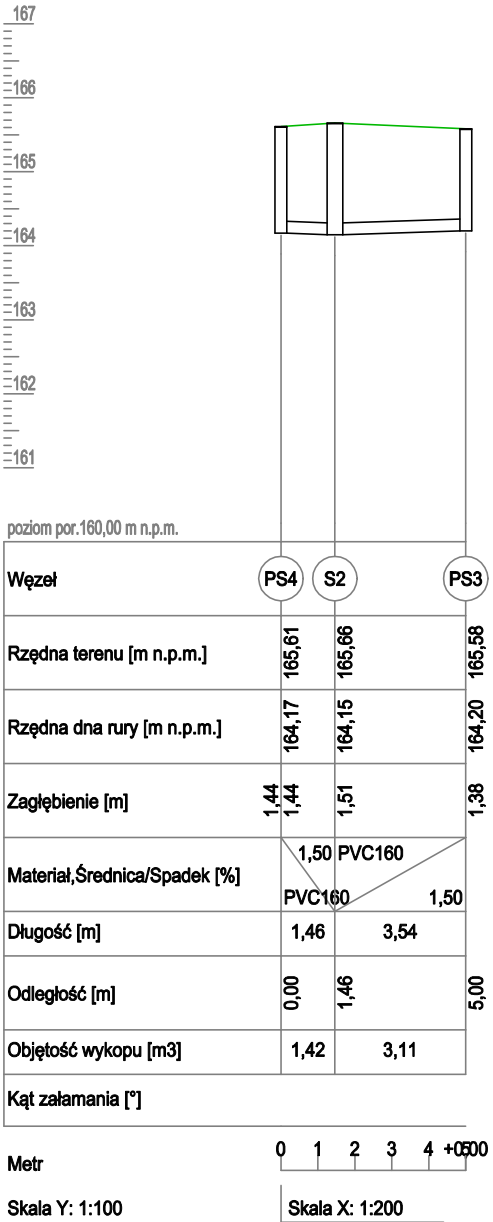 167
166
165
164
163
162
161
poziom por.160,00 m n.p.m.
Węzeł PS4 S2 PS3
Rzędna terenu [m n.p.m.] 165,61 165,66 165,58
Rzędna dna rury [m n.p.m.] 164,17 164,15 164,20
Zagłębienie [m] 1,44 1,44 1,51 1,38
1,50 PVC160
Materiał,Średnica/Spadek [%]
PVC160 1,50
Długość [m] 1,46 3,54
Odległość [m] 0,00 1,46 5,00
Objętość wykopu [m3] 1,42 3,11
Kąt załamania [°]
Metr 0 1 2 3 4
Skala Y: 1:100 Skala X: 1:200